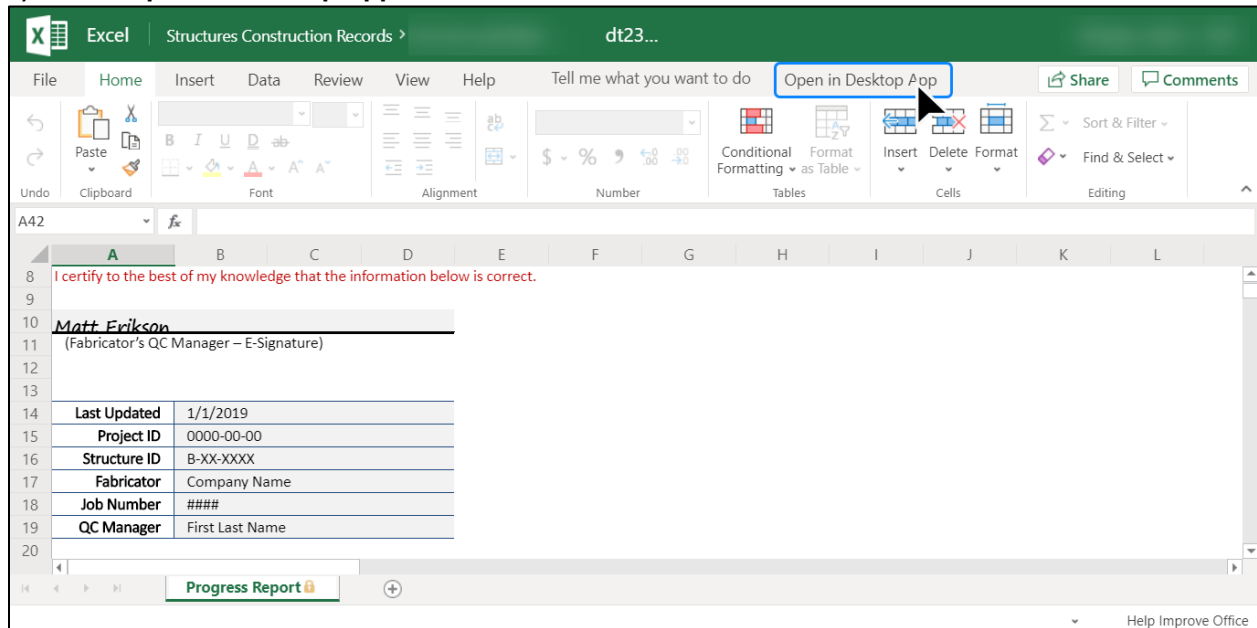 Excel Structures Construction Records > dt23...
File Home Insert Data Review View Help Tell me what you want to do Open in Desktop App Share Comments
B I U D ab ab Σ Sort & Filter
Paste A A^ A˅ $ % 9 .00 .00 Conditional Formatting Format as Table Insert Delete Format Find & Select
Undo Clipboard Font Alignment Number Tables Cells Editing
A42 fx
A B C D E F G H I J K L
8 I certify to the best of my knowledge that the information below is correct.
9
10 Matt Erikson
11 (Fabricator's QC Manager – E-Signature)
12
13
14 Last Updated 1/1/2019
15 Project ID 0000-00-00
16 Structure ID B-XX-XXXX
17 Fabricator Company Name
18 Job Number ####
19 QC Manager First Last Name
20
Progress Report
Help Improve Office